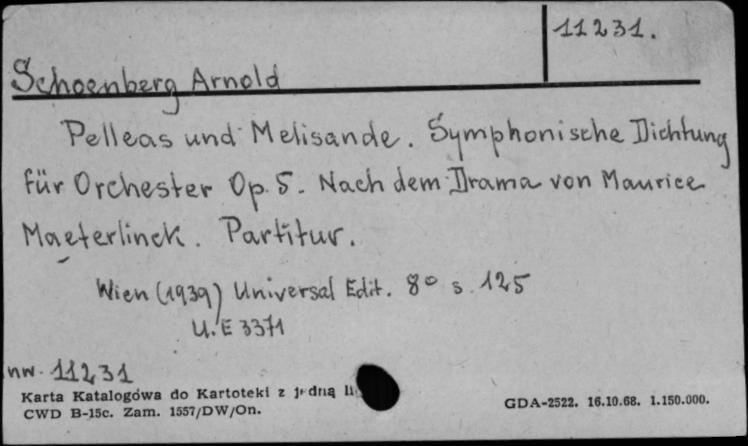 11231.
Schoenberg Arnold
Pelleas und Melisande. Symphonische Dichtung
für Orchester Op. 5. Nach dem Drama von Maurice
Maeterlinck. Partitur.
Wien (1939) Universal Edit. 8° s. 125
U. E 3371
nw. 11231
Karta Katalogowa do Kartoteki z jedną li
CWD B-15c. Zam. 1557/DW/On.
GDA-2522. 16.10.68. 1.150.000.